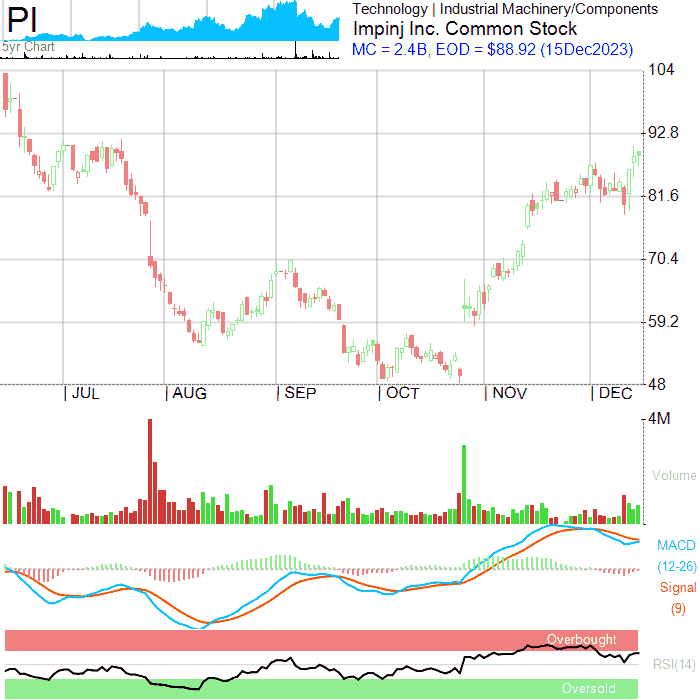 PI
5yr Chart
Technology | Industrial Machinery/Components
Impinj Inc. Common Stock
MC = 2.4B, EOD = $88.92 (15Dec2023)
104
92.8
81.6
70.4
59.2
48
| JUL | AUG | SEP | OCT | NOV | DEC
4M
Volume
MACD
(12-26)
Signal
(9)
Overbought
RSI(14)
Oversold